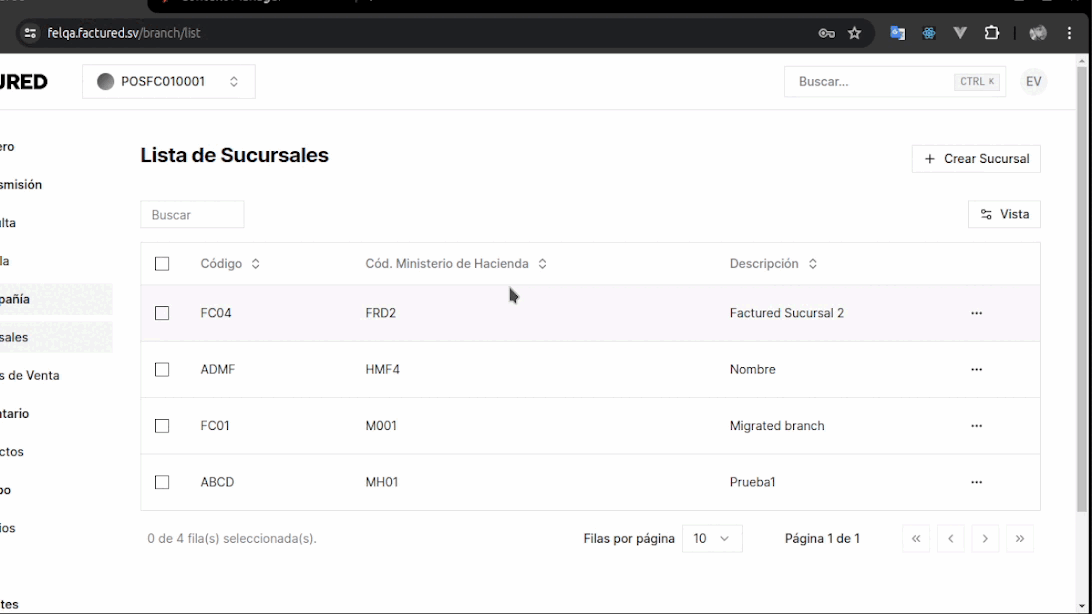 felqa.factured.sv/branch/list
URED
POSFC010001
Buscar...
CTRL K
EV
ero
smisión
ulta
la
pañía
sales
s de Venta
ntario
ctos
po
ios
tes
Lista de Sucursales
+ Crear Sucursal
Buscar
Vista
Código Cód. Ministerio de Hacienda Descripción
FC04 FRD2 Factured Sucursal 2 ...
ADMF HMF4 Nombre ...
FC01 M001 Migrated branch ...
ABCD MH01 Prueba1 ...
0 de 4 fila(s) seleccionada(s). Filas por página 10 Página 1 de 1 « ‹ › »